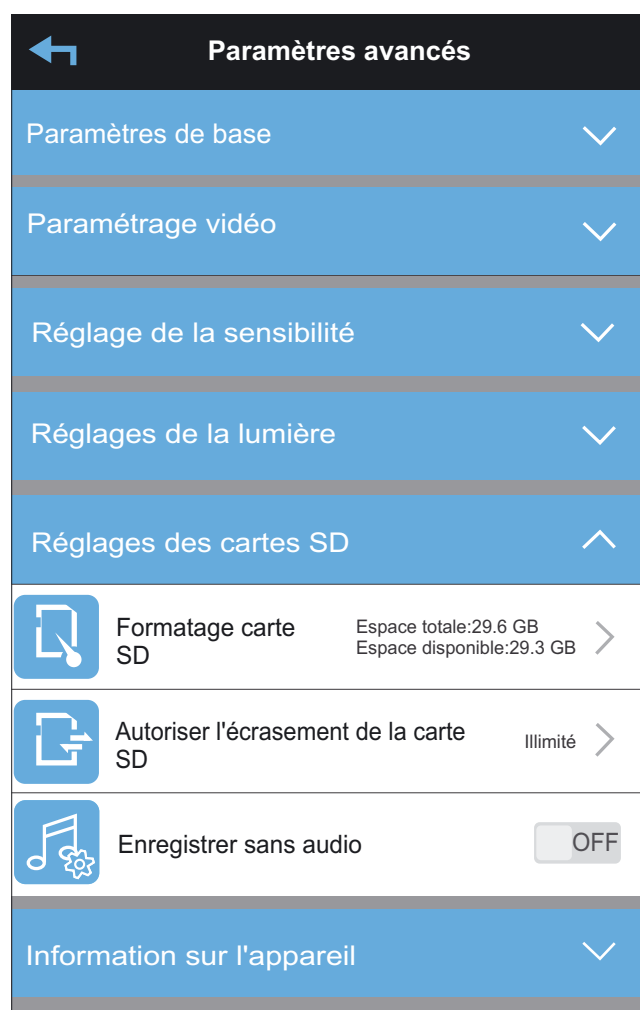 Paramètres avancés
Paramètres de base
Paramétrage vidéo
Réglage de la sensibilité
Réglages de la lumière
Réglages des cartes SD
Formatage carte
SD
Espace totale:29.6 GB
Espace disponible:29.3 GB
Autoriser l'écrasement de la carte
SD
Illimité
Enregistrer sans audio
OFF
Information sur l'appareil